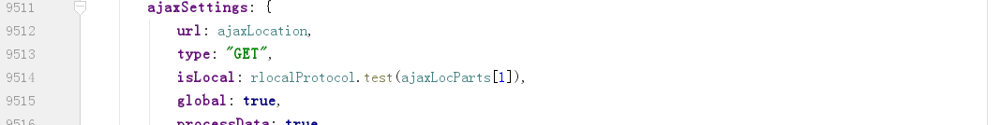 9511 ajaxSettings: {
9512 url: ajaxLocation,
9513 type: "GET",
9514 isLocal: rlocalProtocol.test(ajaxLocParts[1]),
9515 global: true,
9516 processData: true